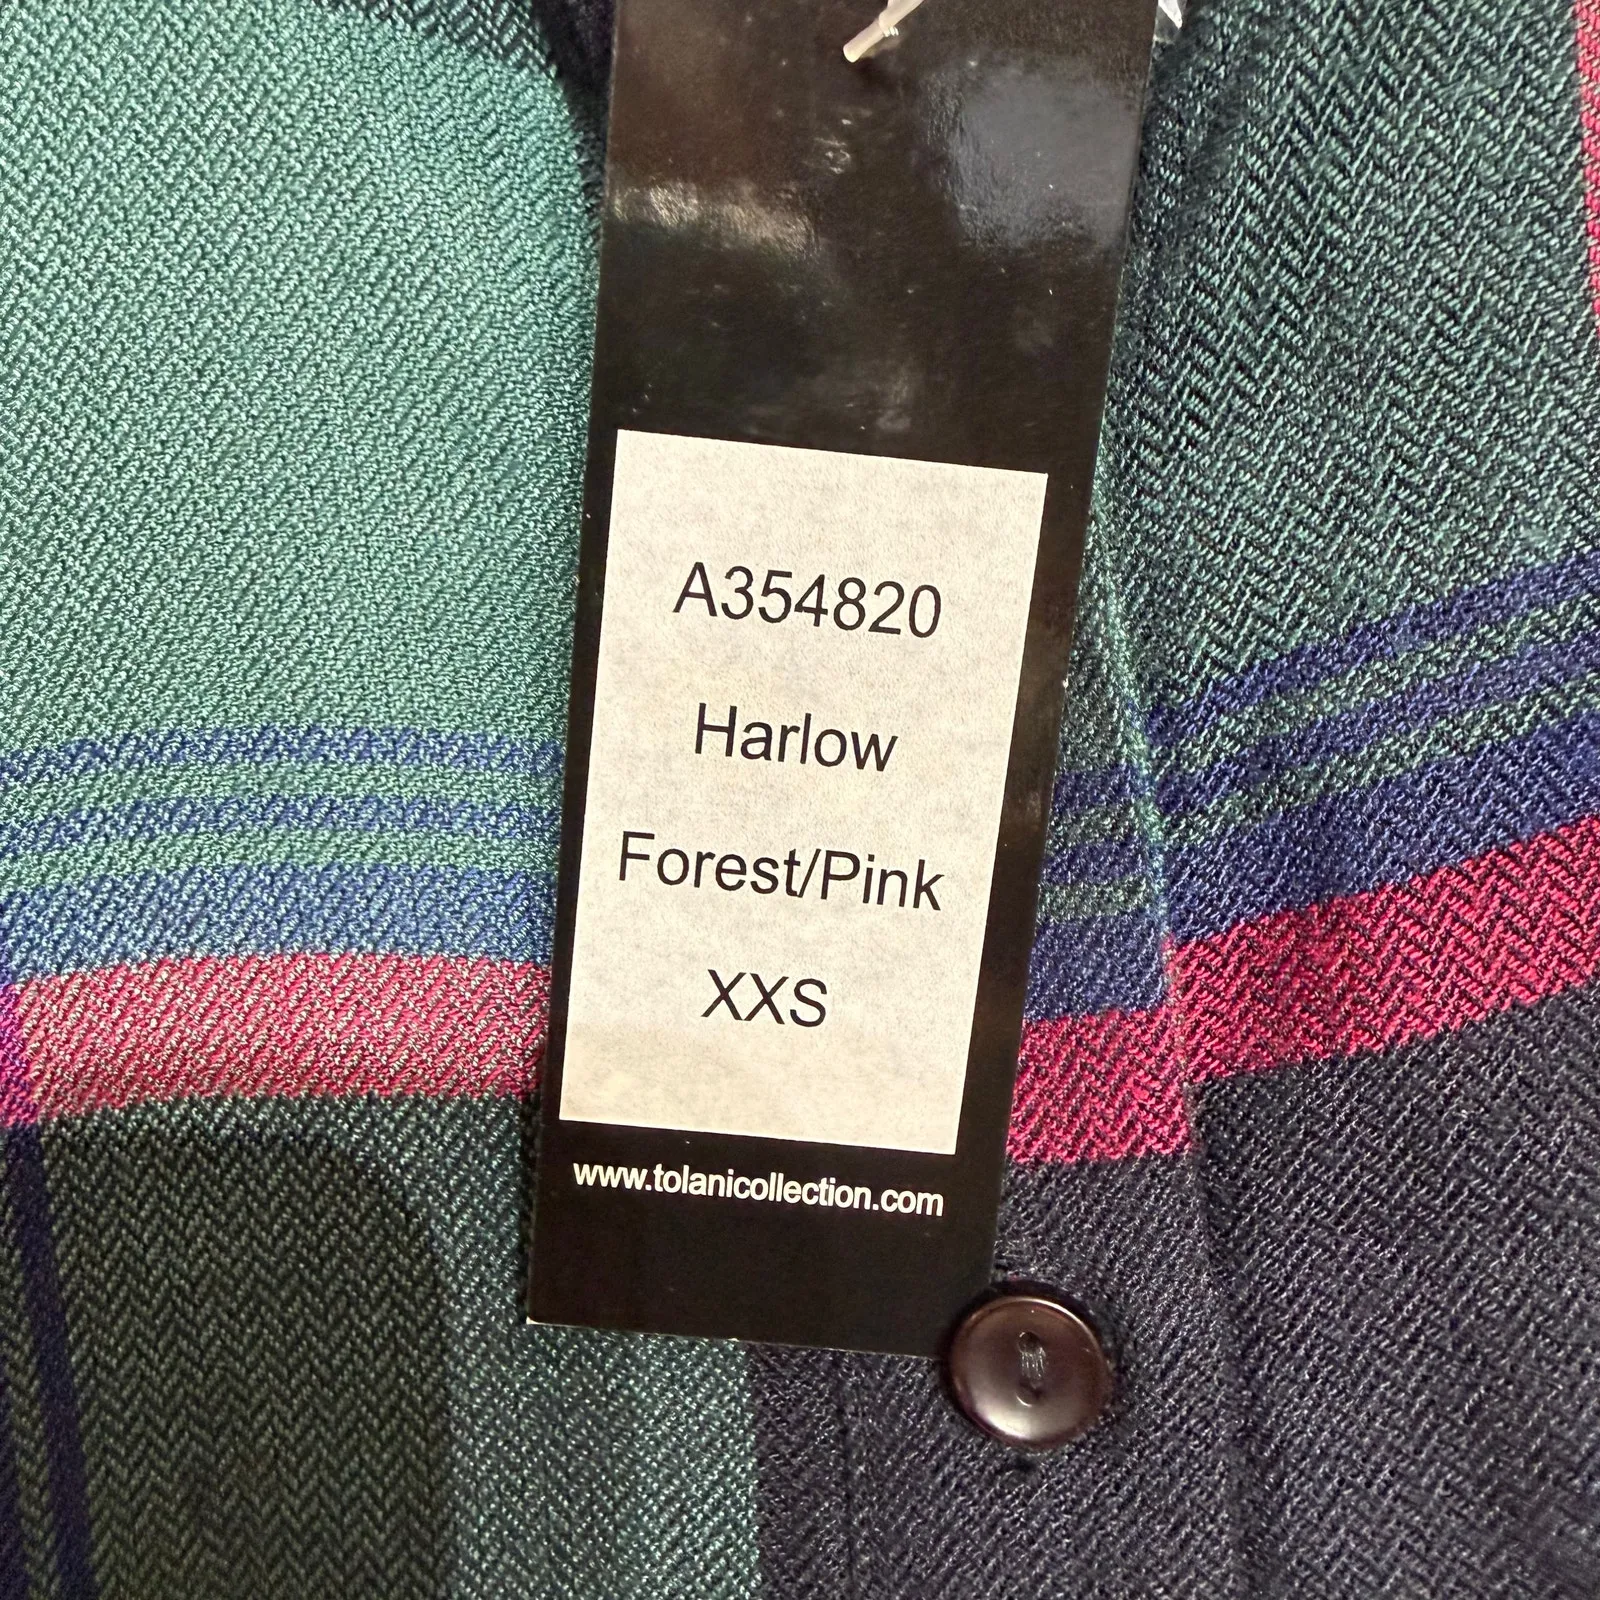 A354820
Harlow
Forest/Pink
XXS
www.tolanicollection.com